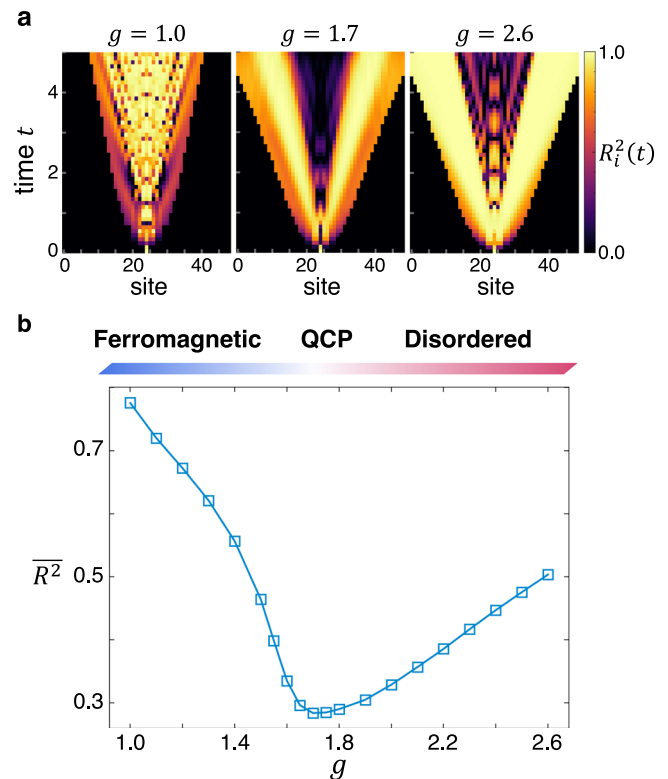 a
g = 1.0
g = 1.7
g = 2.6
1.0
4
2
0
time t
R_i^2(t)
0.0
0 20 40
0 20 40
0 20 40
site
site
site
b
Ferromagnetic QCP Disordered
0.7
0.5
0.3
\overline{R^2}
1.0 1.4 1.8 2.2 2.6
g